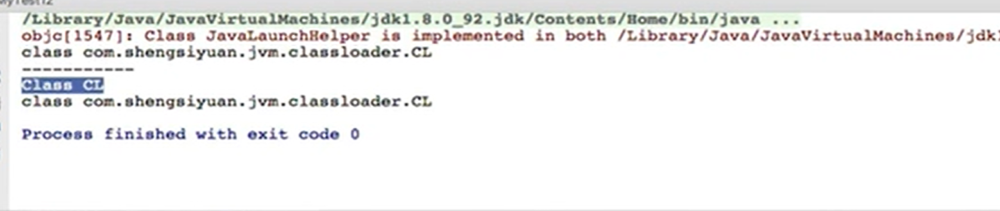 MyTest12
/Library/Java/JavaVirtualMachines/jdk1.8.0_92.jdk/Contents/Home/bin/java ...
objc[1547]: Class JavaLaunchHelper is implemented in both /Library/Java/JavaVirtualMachines/jdk1
class com.shengsiyuan.jvm.classloader.CL
-----------
Class CL
class com.shengsiyuan.jvm.classloader.CL
Process finished with exit code 0